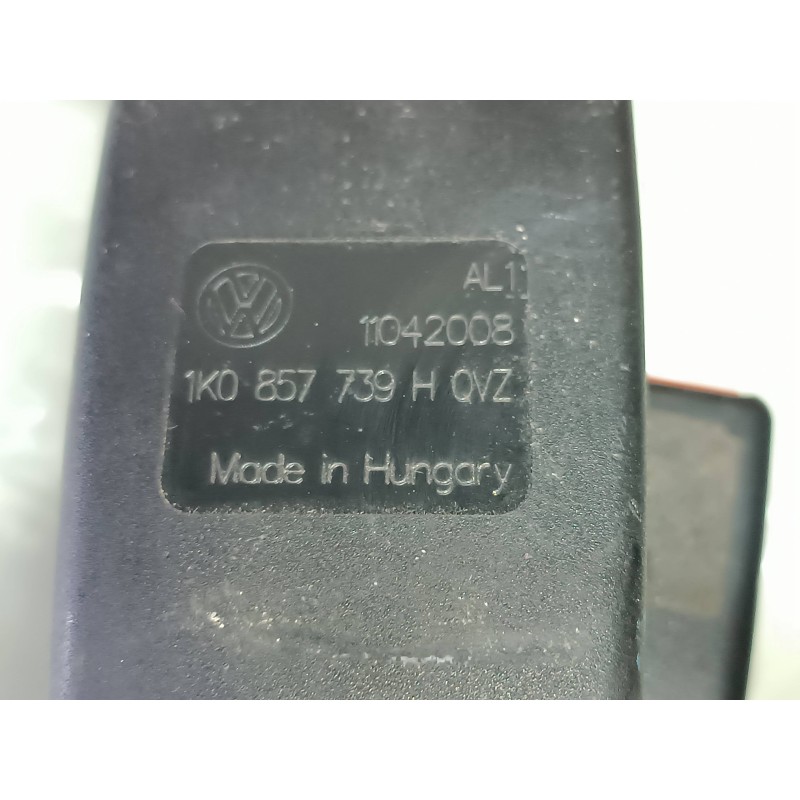 AL1
11042008
1K0 857 739 H QVZ
Made in Hungary